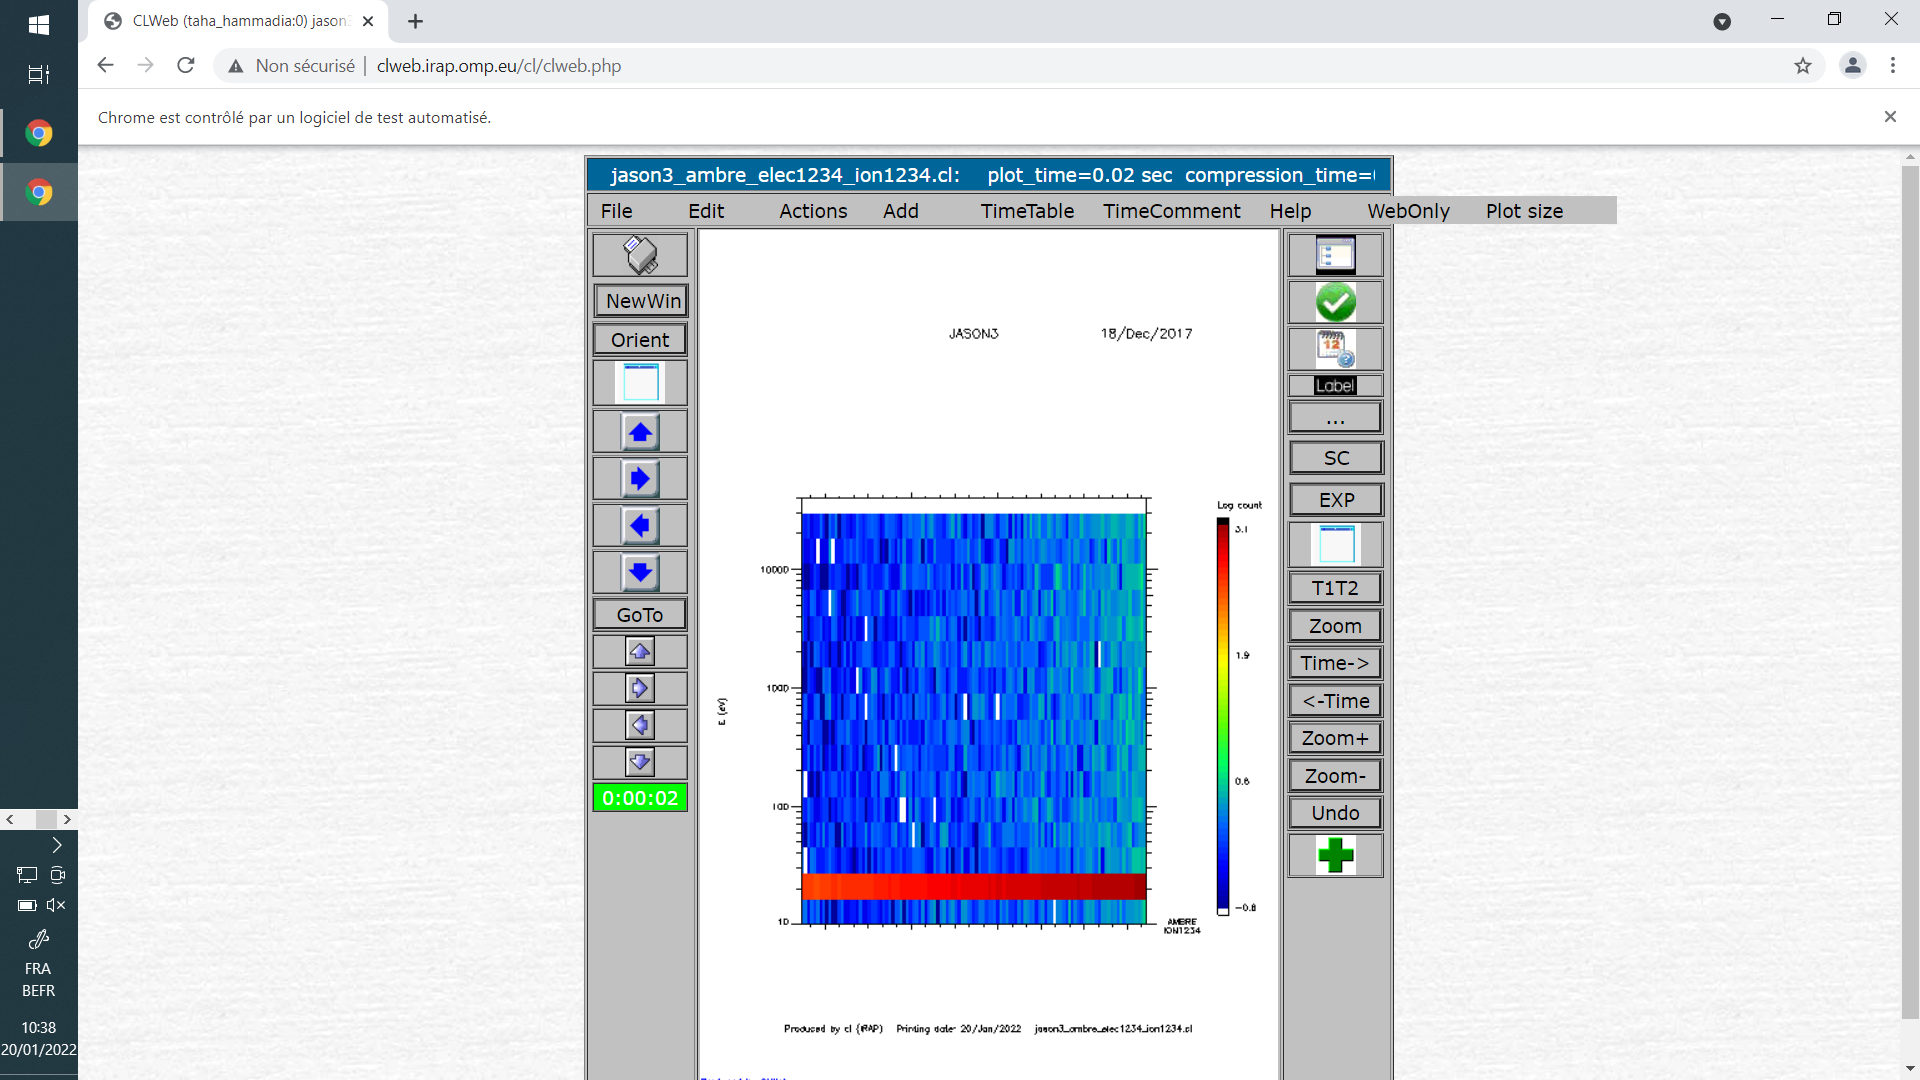 CLWeb (taha_hammadia:0) jason3
Non sécurisé | clweb.irap.omp.eu/cl/clweb.php
Chrome est contrôlé par un logiciel de test automatisé.
jason3_ambre_elec1234_ion1234.cl: plot_time=0.02 sec compression_time=
File Edit Actions Add TimeTable TimeComment Help WebOnly Plot size
NewWin
Orient
GoTo
0:00:02
JASON3 18/Dec/2017
Log count
3.1
1.9
0.6
-0.8
10000
1000
100
10
E (eV)
AMBRE
ION1234
Produced by cl (IRAP) Printing date: 20/Jan/2022 jason3_ambre_elec1234_ion1234.cl
12
Label
...
SC
EXP
T1T2
Zoom
Time->
<-Time
Zoom+
Zoom-
Undo
FRA
BEFR
10:38
20/01/2022